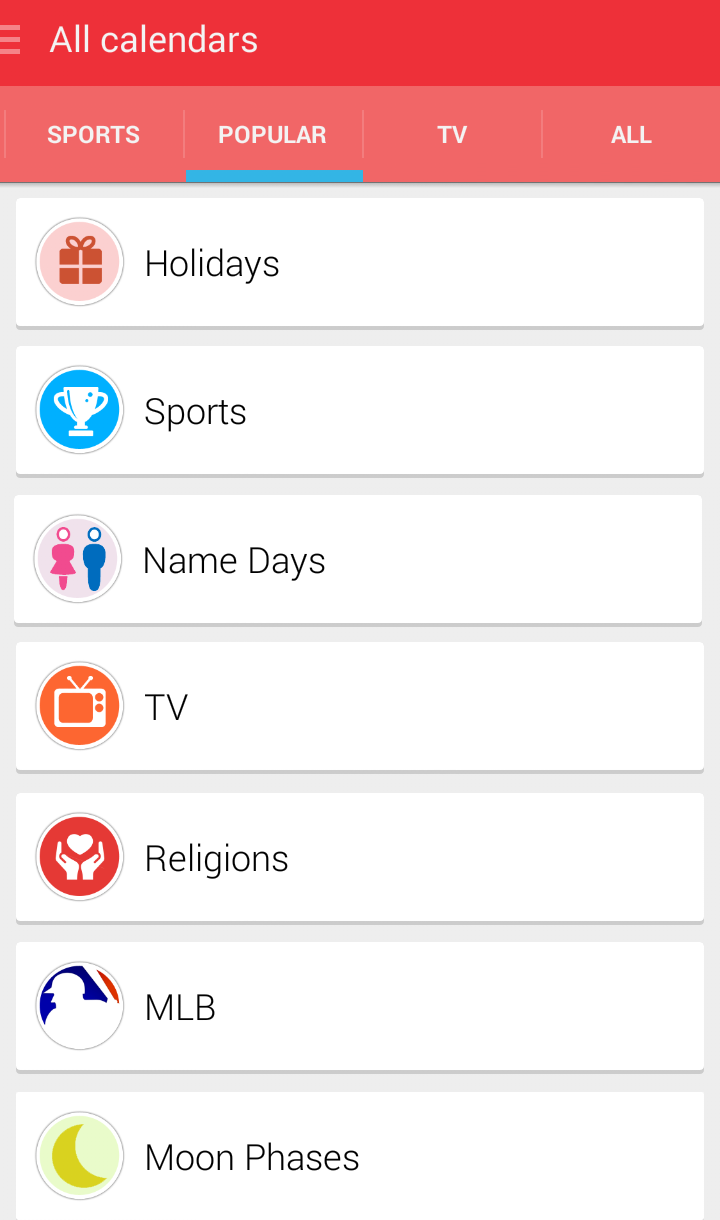 All calendars
SPORTS POPULAR TV ALL
Holidays
Sports
Name Days
TV
Religions
MLB
Moon Phases